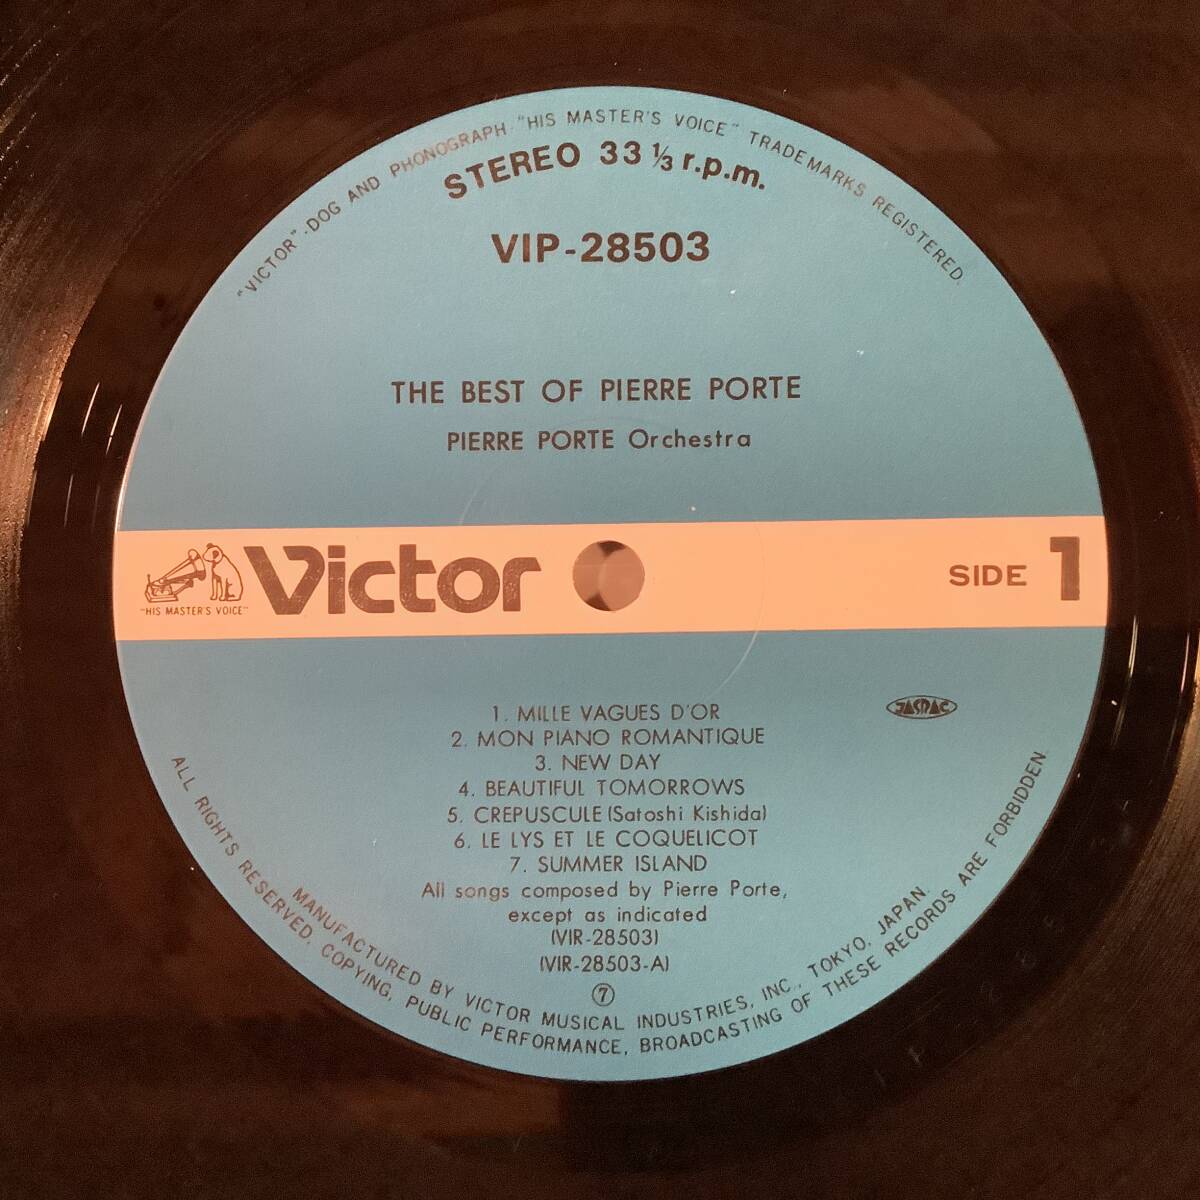 "VICTOR"-DOG AND PHONOGRAPH-"HIS MASTER'S VOICE" TRADE MARKS REGISTERED.
STEREO 33 ⅓ r.p.m.
VIP-28503
THE BEST OF PIERRE PORTE
PIERRE PORTE Orchestra
"HIS MASTER'S VOICE"
Victor
SIDE 1
JASRAC
1. MILLE VAGUES D'OR
2. MON PIANO ROMANTIQUE
3. NEW DAY
4. BEAUTIFUL TOMORROWS
5. CREPUSCULE (Satoshi Kishida)
6. LE LYS ET LE COQUELICOT
7. SUMMER ISLAND
All songs composed by Pierre Porte,
except as indicated
(VIR-28503)
(VIR-28503-A)
⑦
MANUFACTURED BY VICTOR MUSICAL INDUSTRIES, INC., TOKYO, JAPAN.
ALL RIGHTS RESERVED. COPYING, PUBLIC PERFORMANCE, BROADCASTING OF THESE RECORDS ARE FORBIDDEN.